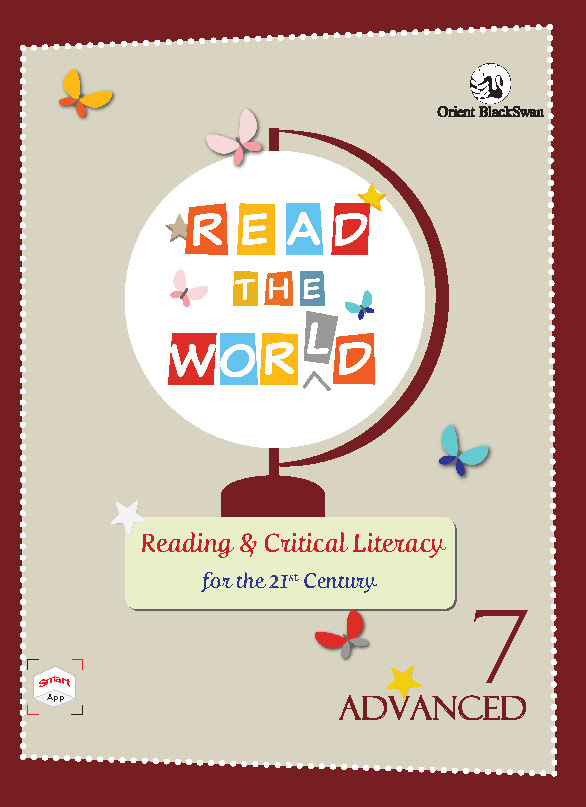 Orient BlackSwan
READ
THE
WORLD
Reading & Critical Literacy
for the 21st Century
7
ADVANCED
smart
App